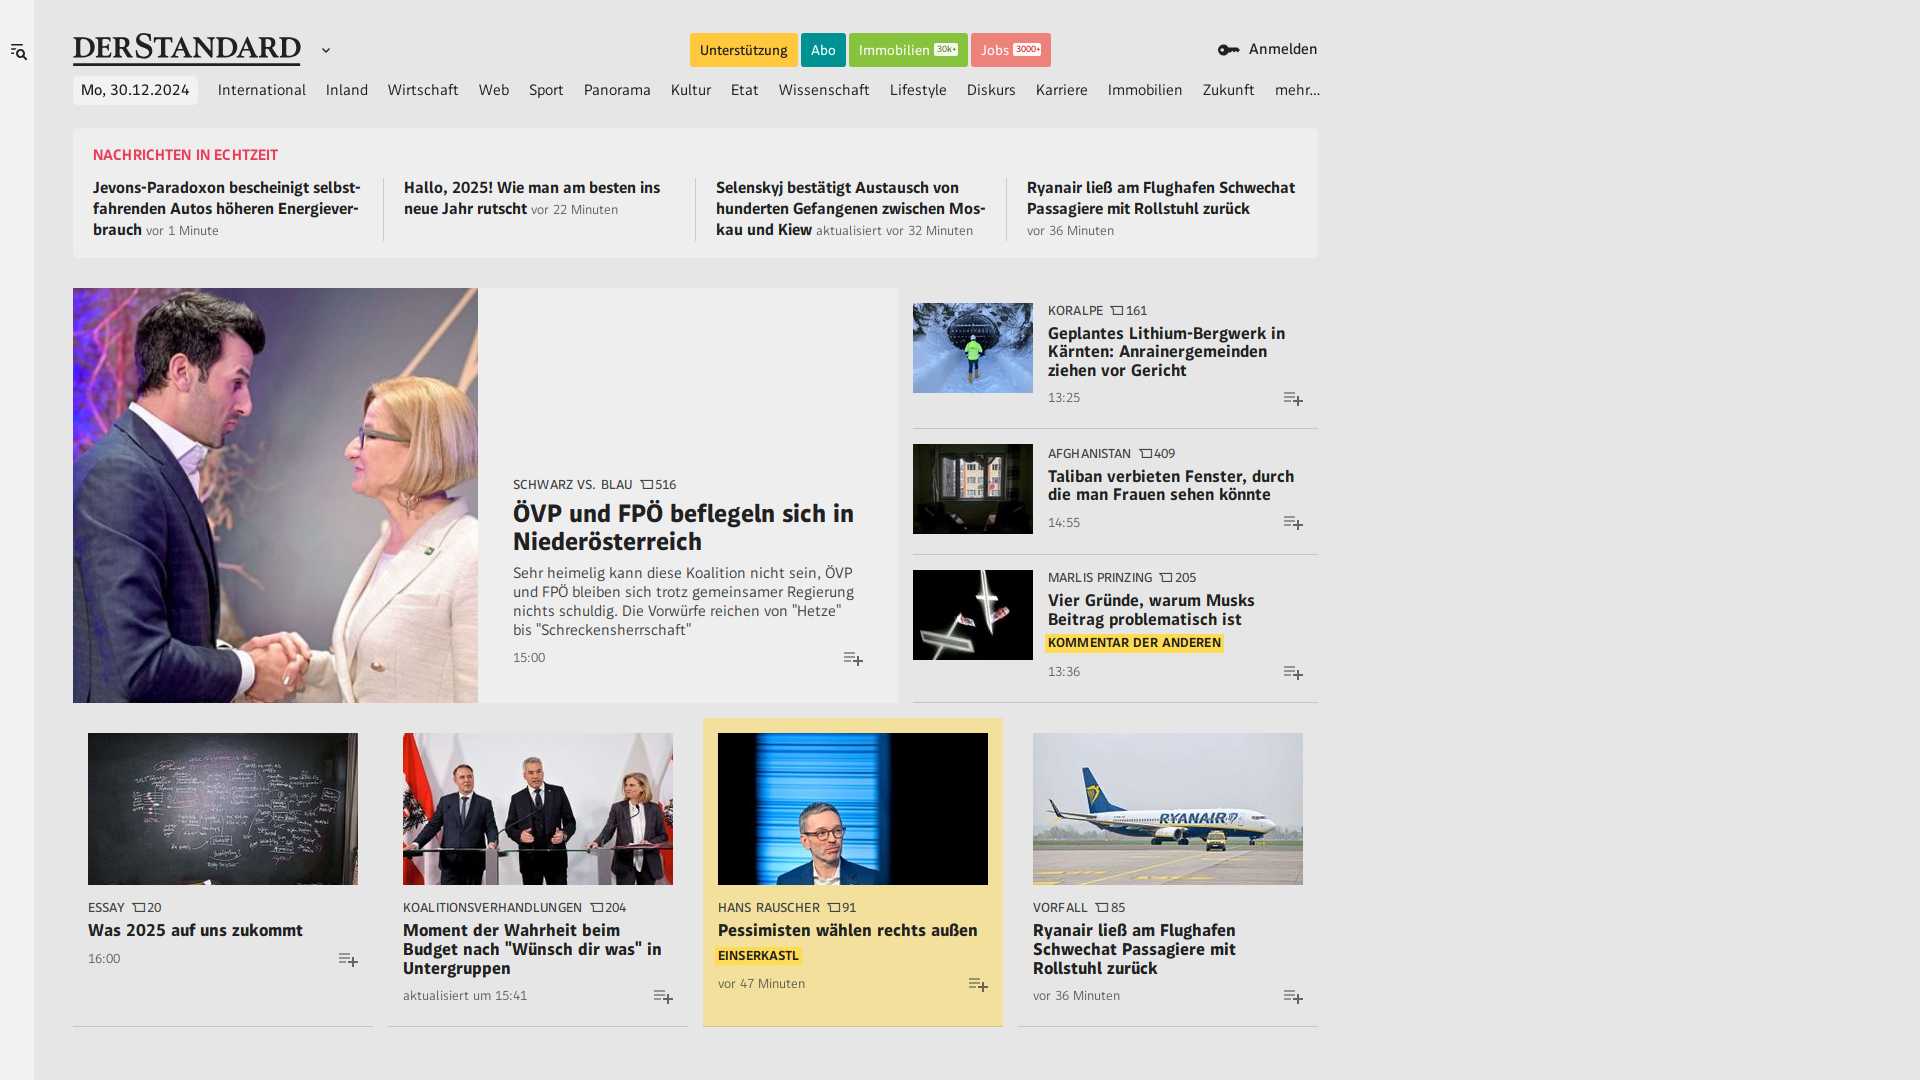 DERSTANDARD
Unterstützung
Abo
Immobilien 30k+
Jobs 3000+
Anmelden
Mo, 30.12.2024
International
Inland
Wirtschaft
Web
Sport
Panorama
Kultur
Etat
Wissenschaft
Lifestyle
Diskurs
Karriere
Immobilien
Zukunft
mehr…
NACHRICHTEN IN ECHTZEIT
Jevons-Paradoxon bescheinigt selbst-
fahrenden Autos höheren Energiever-
brauch vor 1 Minute
Hallo, 2025! Wie man am besten ins
neue Jahr rutscht vor 22 Minuten
Selenskyj bestätigt Austausch von
hunderten Gefangenen zwischen Mos-
kau und Kiew aktualisiert vor 32 Minuten
Ryanair ließ am Flughafen Schwechat
Passagiere mit Rollstuhl zurück
vor 36 Minuten
SCHWARZ VS. BLAU 516
ÖVP und FPÖ beflegeln sich in
Niederösterreich
Sehr heimelig kann diese Koalition nicht sein, ÖVP
und FPÖ bleiben sich trotz gemeinsamer Regierung
nichts schuldig. Die Vorwürfe reichen von "Hetze"
bis "Schreckensherrschaft"
15:00
KORALPE 161
Geplantes Lithium-Bergwerk in
Kärnten: Anrainergemeinden
ziehen vor Gericht
13:25
AFGHANISTAN 409
Taliban verbieten Fenster, durch
die man Frauen sehen könnte
14:55
MARLIS PRINZING 205
Vier Gründe, warum Musks
Beitrag problematisch ist
KOMMENTAR DER ANDEREN
13:36
ESSAY 20
Was 2025 auf uns zukommt
16:00
KOALITIONSVERHANDLUNGEN 204
Moment der Wahrheit beim
Budget nach "Wünsch dir was" in
Untergruppen
aktualisiert um 15:41
HANS RAUSCHER 91
Pessimisten wählen rechts außen
EINSERKASTL
vor 47 Minuten
RYANAIR
VORFALL 85
Ryanair ließ am Flughafen
Schwechat Passagiere mit
Rollstuhl zurück
vor 36 Minuten